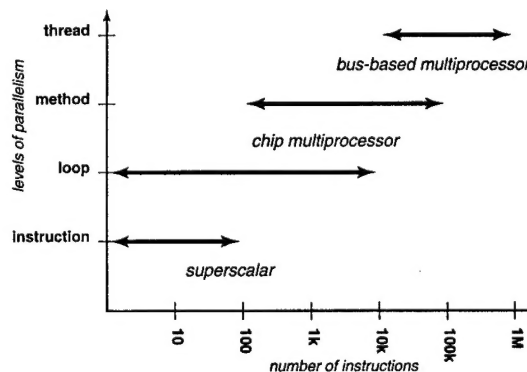 thread
bus-based multiprocessor
method
chip multiprocessor
loop
instruction
superscalar
levels of parallelism
10
100
1k
10k
100k
1M
number of instructions